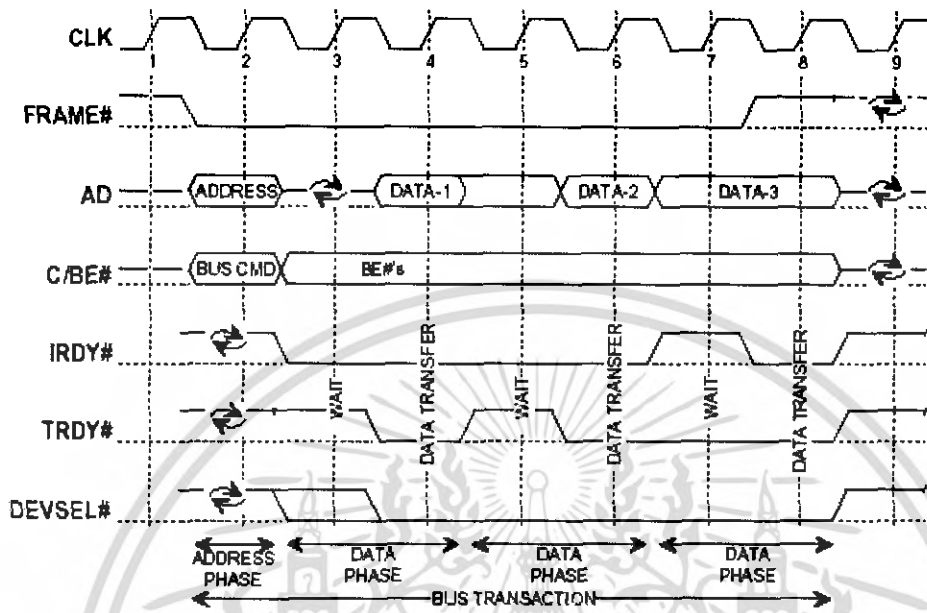 CLK
1 2 3 4 5 6 7 8 9
FRAME#
AD ADDRESS DATA-1 DATA-2 DATA-3
C/BE# BUS CMD BE#'s
IRDY#
WAIT DATA TRANSFER WAIT DATA TRANSFER WAIT DATA TRANSFER
TRDY#
DEVSEL#
ADDRESS PHASE DATA PHASE DATA PHASE DATA PHASE
BUS TRANSACTION